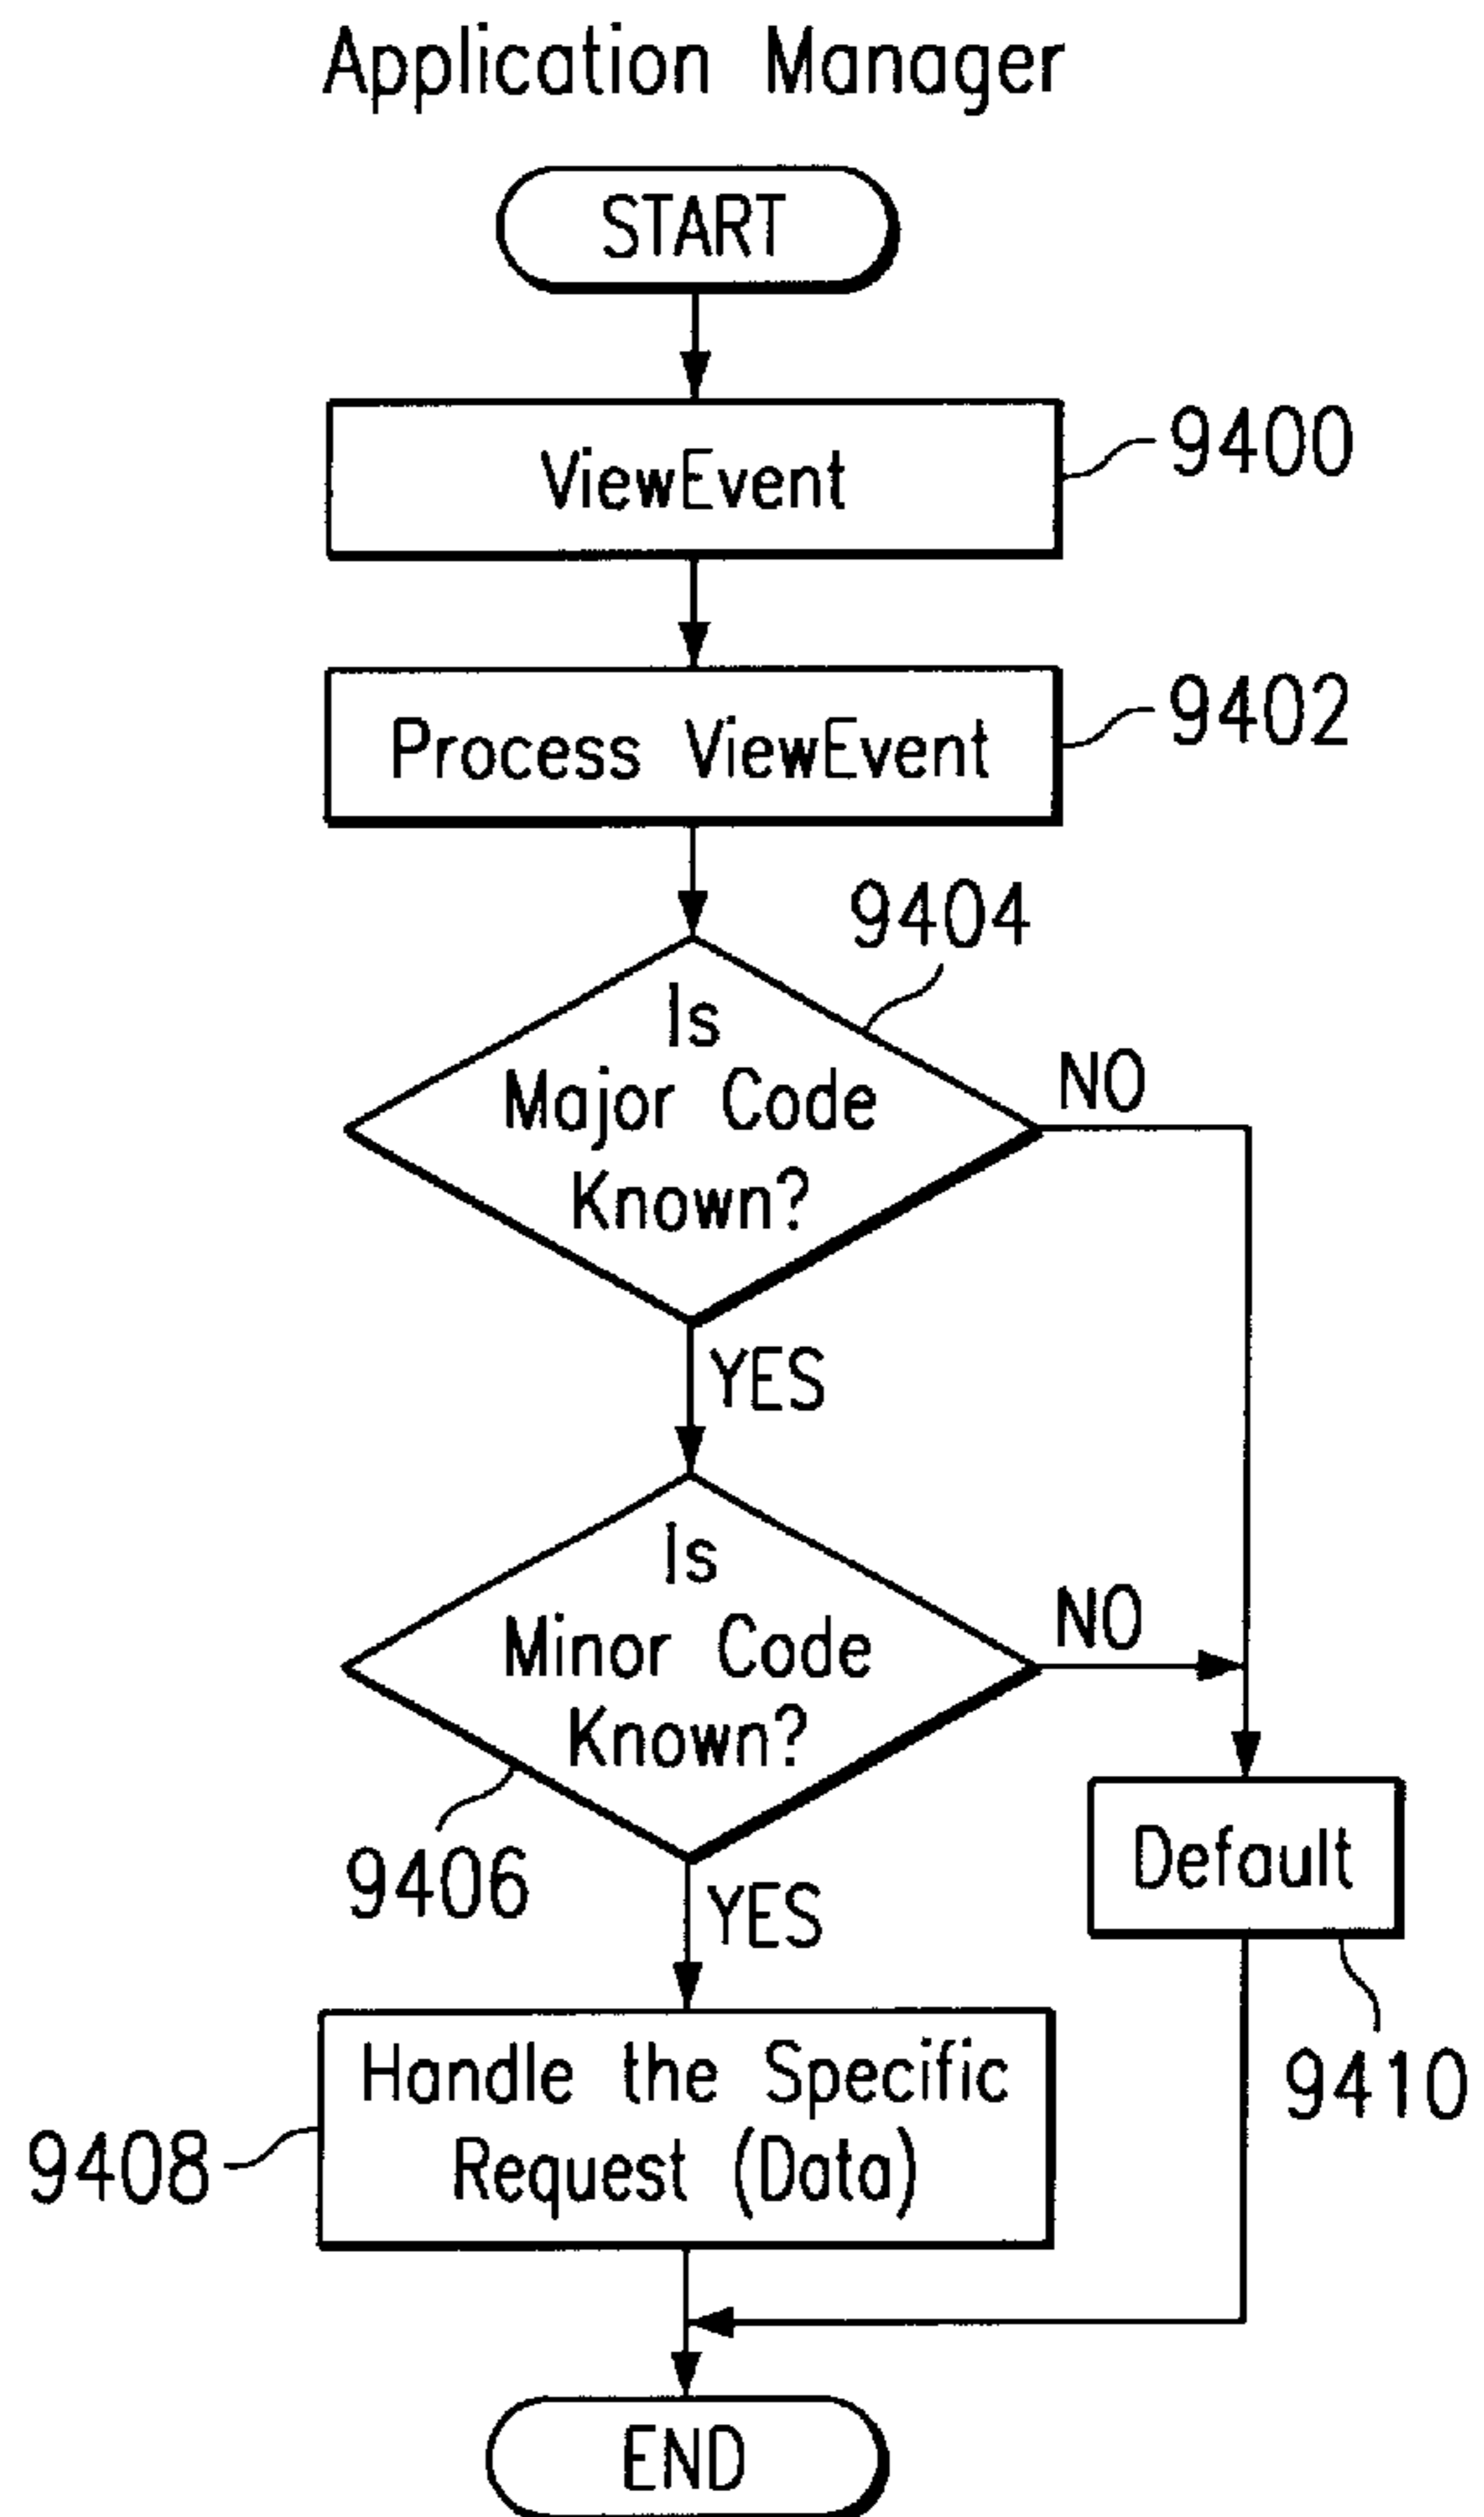 Application Manager
START
ViewEvent
9400
Process ViewEvent
9402
9404
Is
Major Code
Known?
NO
YES
Is
Minor Code
Known?
NO
9406
YES
Default
9410
Handle the Specific
Request (Data)
9408
END